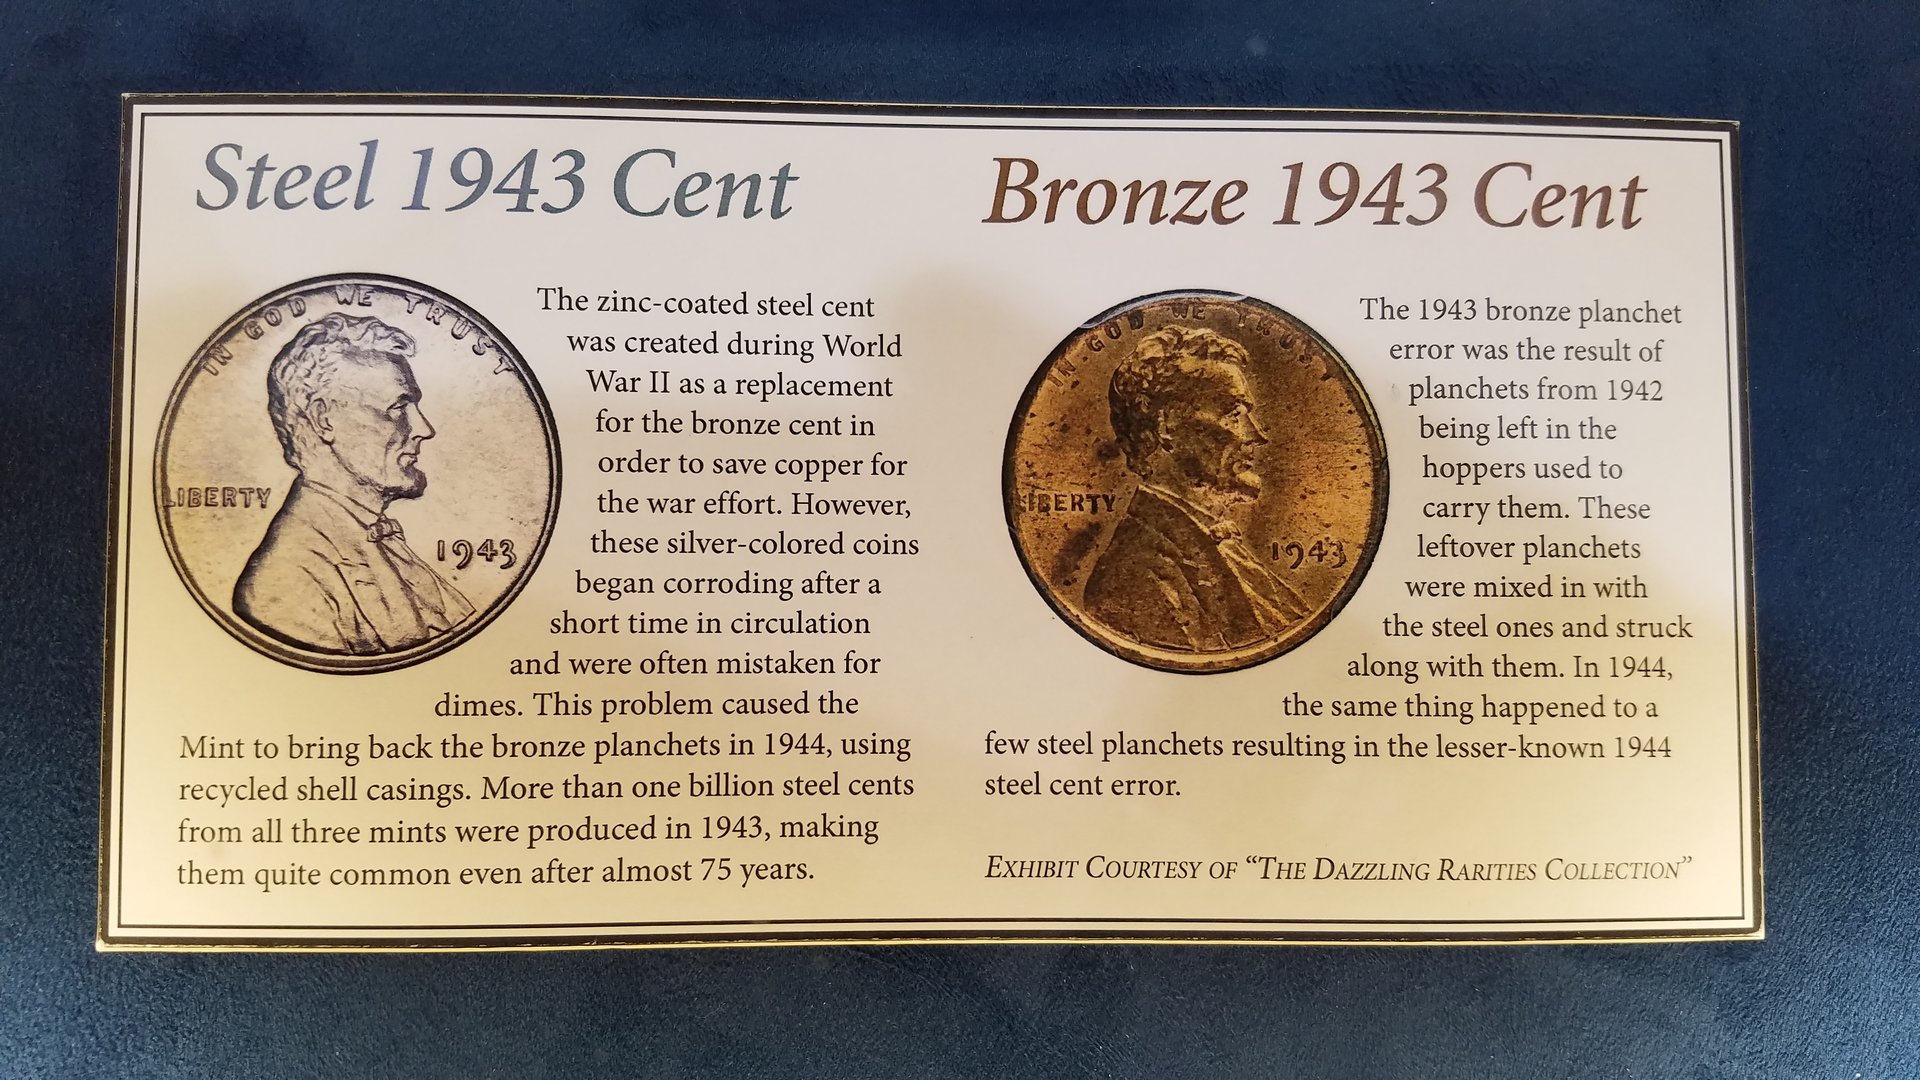 Steel 1943 Cent
IN GOD WE TRUST
LIBERTY
1943
The zinc-coated steel cent
was created during World
War II as a replacement
for the bronze cent in
order to save copper for
the war effort. However,
these silver-colored coins
began corroding after a
short time in circulation
and were often mistaken for
dimes. This problem caused the
Mint to bring back the bronze planchets in 1944, using
recycled shell casings. More than one billion steel cents
from all three mints were produced in 1943, making
them quite common even after almost 75 years.
Bronze 1943 Cent
IN GOD WE TRUST
LIBERTY
1943
The 1943 bronze planchet
error was the result of
planchets from 1942
being left in the
hoppers used to
carry them. These
leftover planchets
were mixed in with
the steel ones and struck
along with them. In 1944,
the same thing happened to a
few steel planchets resulting in the lesser-known 1944
steel cent error.
EXHIBIT COURTESY OF “THE DAZZLING RARITIES COLLECTION”